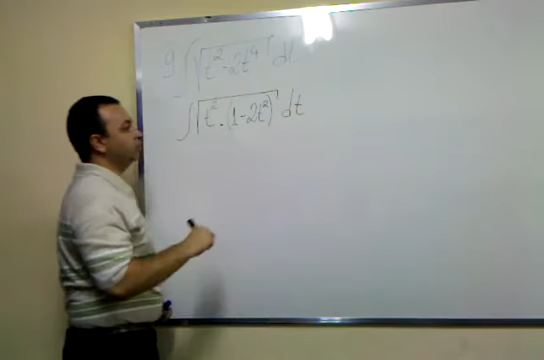 9 ∫√(t² - 2t⁴) dt
∫√(t² . (1 - 2t²)) dt